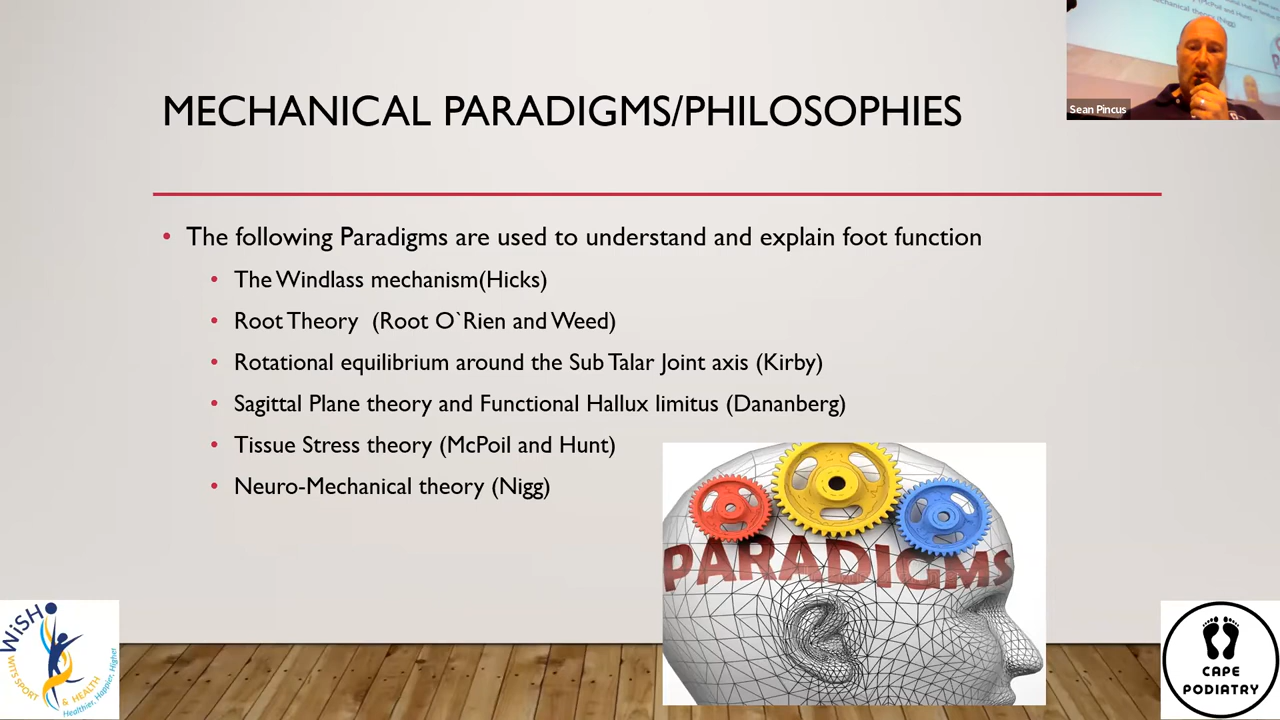 MECHANICAL PARADIGMS/PHILOSOPHIES
Sean Pincus
• The following Paradigms are used to understand and explain foot function
• The Windlass mechanism(Hicks)
• Root Theory (Root O`Rien and Weed)
• Rotational equilibrium around the Sub Talar Joint axis (Kirby)
• Sagittal Plane theory and Functional Hallux limitus (Dananberg)
• Tissue Stress theory (McPoil and Hunt)
• Neuro-Mechanical theory (Nigg)
PARADIGMS
WiSH
WITS SPORT & HEALTH
Healthier, Happier, Higher
CAPE
PODIATRY